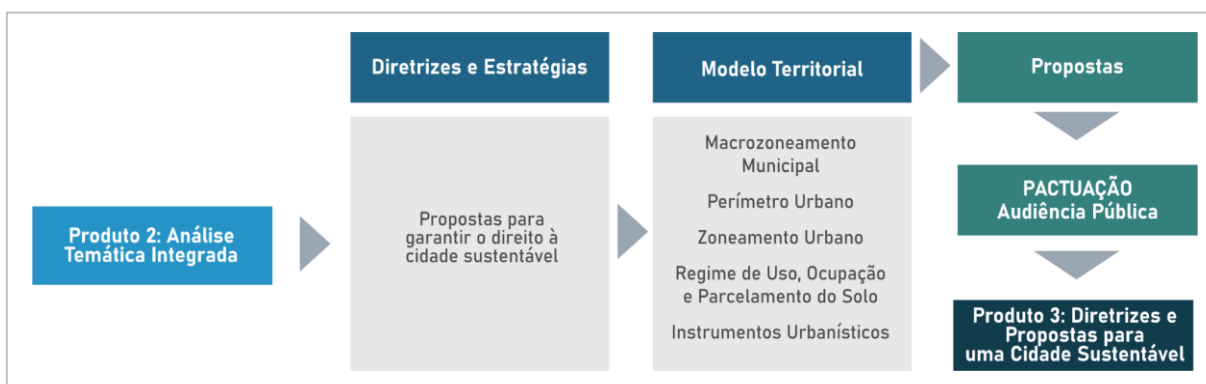 Produto 2: Análise
Temática Integrada
Diretrizes e Estratégias
Propostas para
garantir o direito à
cidade sustentável
Modelo Territorial
Macrozoneamento
Municipal
Perímetro Urbano
Zoneamento Urbano
Regime de Uso, Ocupação
e Parcelamento do Solo
Instrumentos Urbanísticos
Propostas
PACTUAÇÃO
Audiência Pública
Produto 3: Diretrizes e
Propostas para
uma Cidade Sustentável